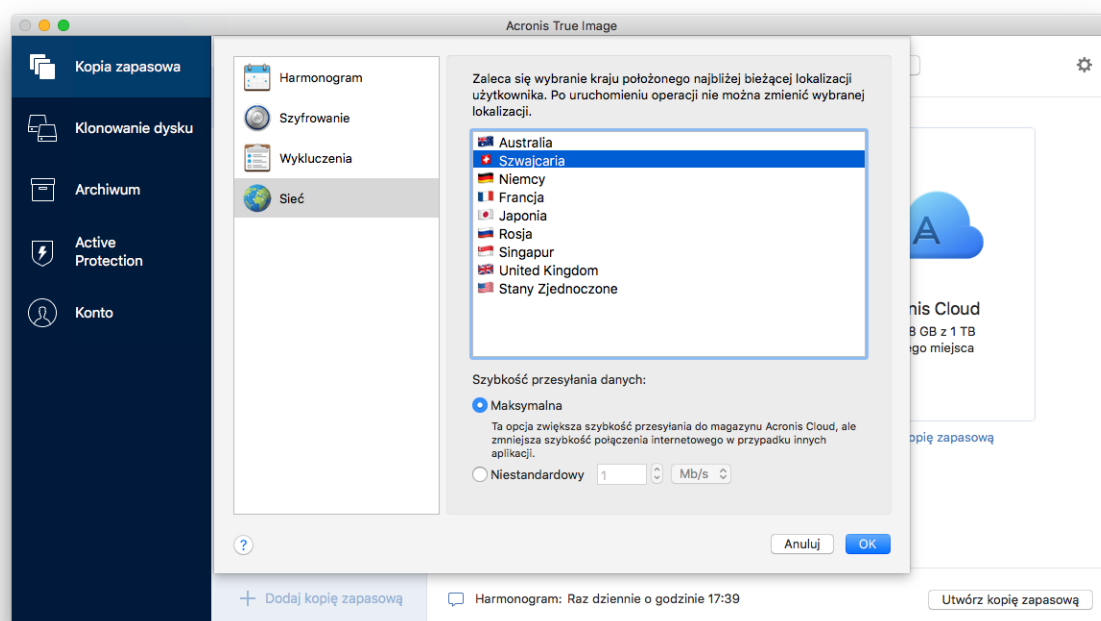 Acronis True Image
Kopia zapasowa
Klonowanie dysku
Archiwum
Active
Protection
Konto
Harmonogram
Szyfrowanie
Wykluczenia
Sieć
Zaleca się wybranie kraju położonego najbliżej bieżącej lokalizacji
użytkownika. Po uruchomieniu operacji nie można zmienić wybranej
lokalizacji.
Australia
Szwajcaria
Niemcy
Francja
Japonia
Rosja
Singapur
United Kingdom
Stany Zjednoczone
Szybkość przesyłania danych:
Maksymalna
Ta opcja zwiększa szybkość przesyłania do magazynu Acronis Cloud, ale
zmniejsza szybkość połączenia internetowego w przypadku innych
aplikacji.
Niestandardowy 1 Mb/s
? Anuluj OK
Cloud
GB z 1 TB
miejsca
zapasową
Dodaj kopię zapasową
Harmonogram: Raz dziennie o godzinie 17:39
Utwórz kopię zapasową